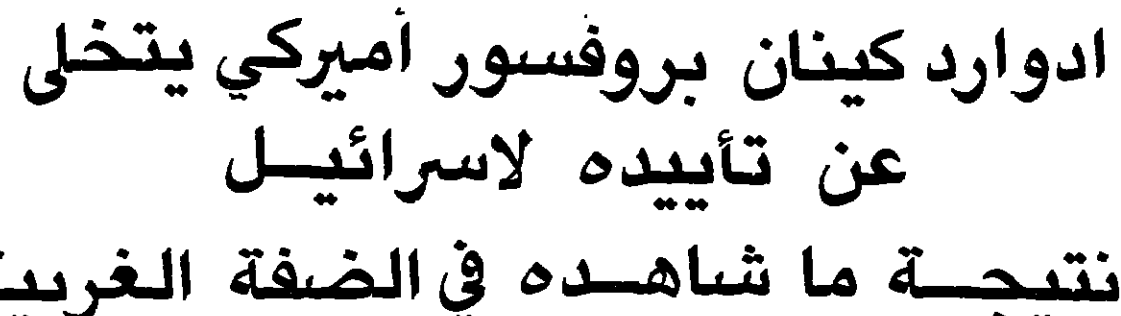 ادوارد كينان بروفسور أميركي يتخلى
عن تأييده لاسرائيل
نتيجة ما شاهده في الضفة الغربية